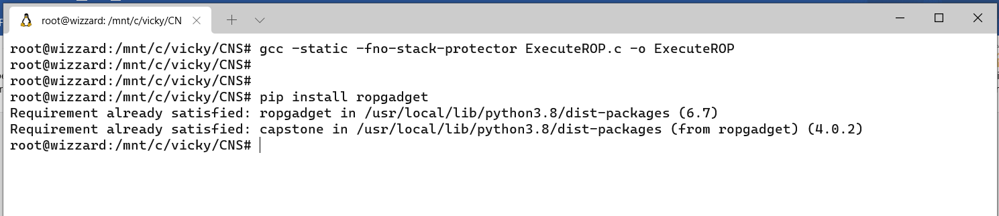 root@wizzard: /mnt/c/vicky/CN
root@wizzard:/mnt/c/vicky/CNS# gcc -static -fno-stack-protector ExecuteROP.c -o ExecuteROP
root@wizzard:/mnt/c/vicky/CNS#
root@wizzard:/mnt/c/vicky/CNS#
root@wizzard:/mnt/c/vicky/CNS# pip install ropgadget
Requirement already satisfied: ropgadget in /usr/local/lib/python3.8/dist-packages (6.7)
Requirement already satisfied: capstone in /usr/local/lib/python3.8/dist-packages (from ropgadget) (4.0.2)
root@wizzard:/mnt/c/vicky/CNS#